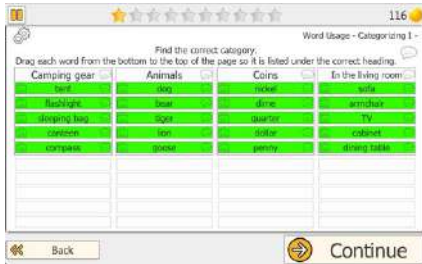 116
Word Usage - Categorizing 1 -
Find the correct category.
Drag each word from the bottom to the top of the page so it is listed under the correct heading.
Camping gear Animals Coins In the living room
tent dog nickel sofa
flashlight bear dime armchair
sleeping bag tiger quarter TV
canteen lion dollar cabinet
compass goose penny dining table
Back Continue